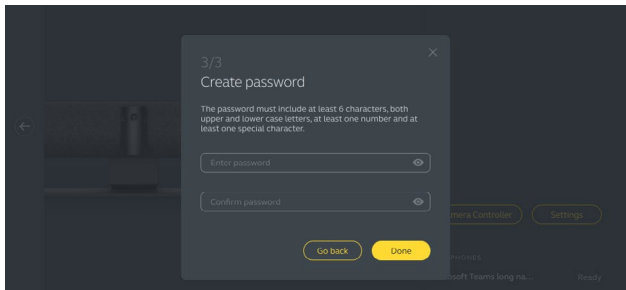 3/3
Create password
The password must include at least 6 characters, both
upper and lower case letters, at least one number and at
least one special character.
Enter password
Confirm password
Go back
Done
mera Controller
Settings
PHONES
osoft Teams long na...
Ready